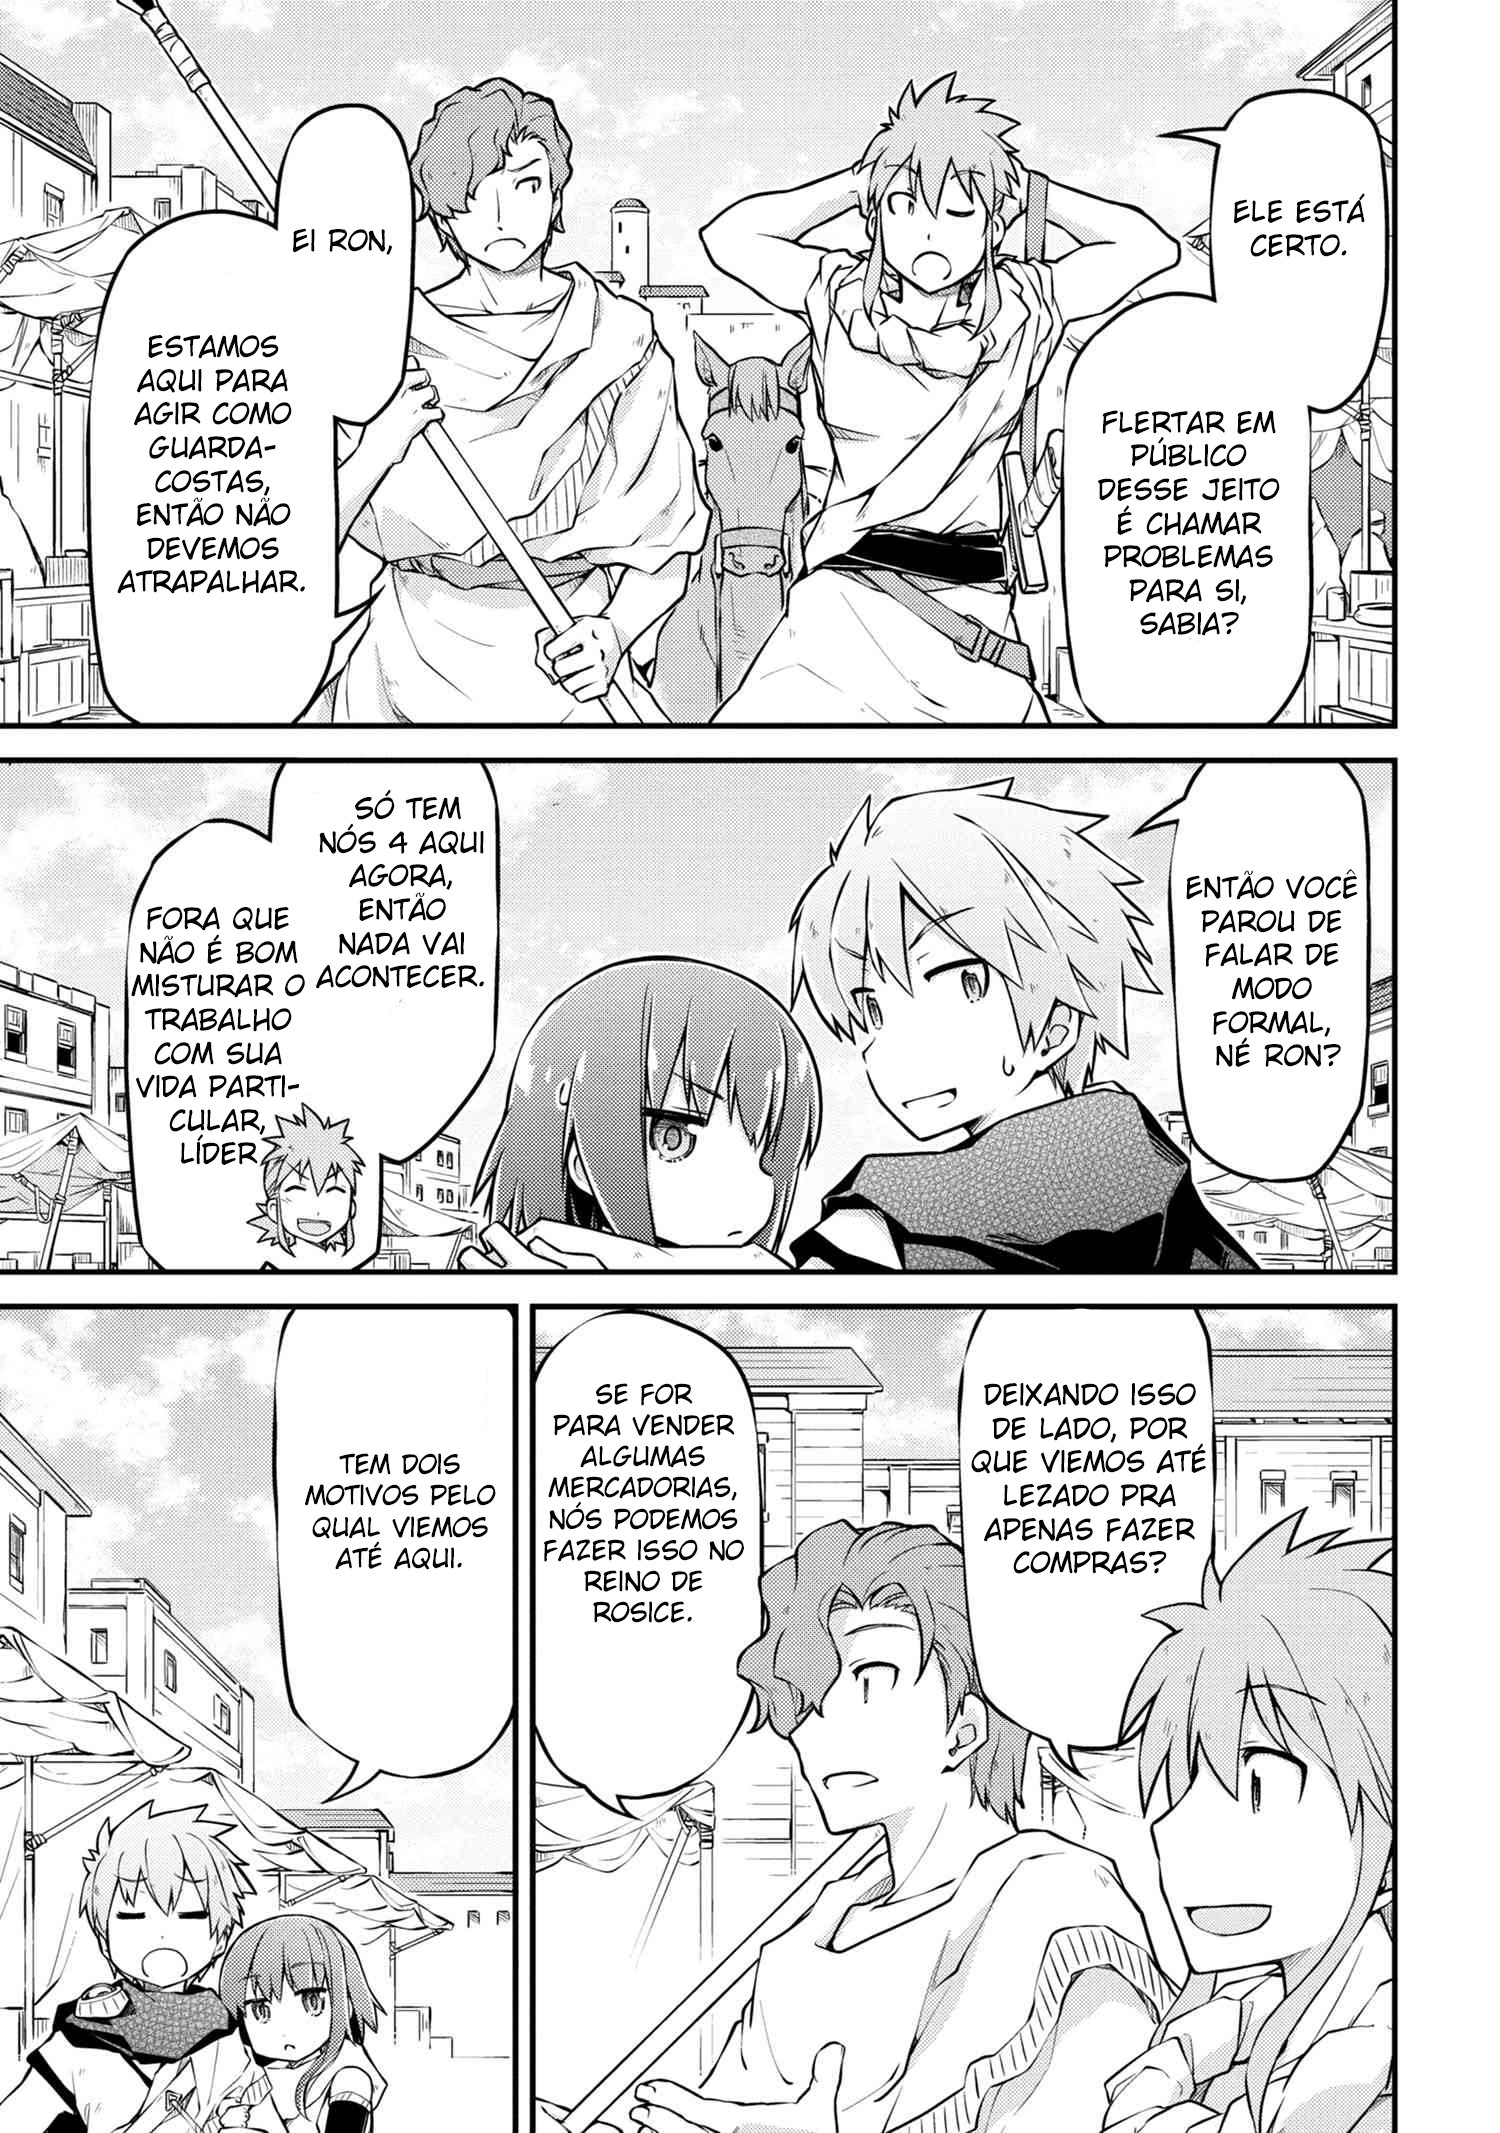 ELE ESTÁ
CERTO.
FLERTAR EM
PÚBLICO
DESSE JEITO
É CHAMAR
PROBLEMAS
PARA SI,
SABIA?
EI RON,
ESTAMOS
AQUI PARA
AGIR COMO
GUARDA-
COSTAS,
ENTÃO NÃO
DEVEMOS
ATRAPALHAR.
ENTÃO VOCÊ
PAROU DE
FALAR DE
MODO
FORMAL,
NÉ RON?
SÓ TEM
NÓS 4 AQUI
AGORA,
ENTÃO
NADA VAI
ACONTECER.
FORA QUE
NÃO É BOM
MISTURAR O
TRABALHO
COM SUA
VIDA PARTI-
CULAR,
LÍDER
DEIXANDO ISSO
DE LADO, POR
QUE VIEMOS ATÉ
LEZADO PRA
APENAS FAZER
COMPRAS?
SE FOR
PARA VENDER
ALGUMAS
MERCADORIAS,
NÓS PODEMOS
FAZER ISSO NO
REINO DE
ROSICE.
TEM DOIS
MOTIVOS PELO
QUAL VIEMOS
ATÉ AQUI.